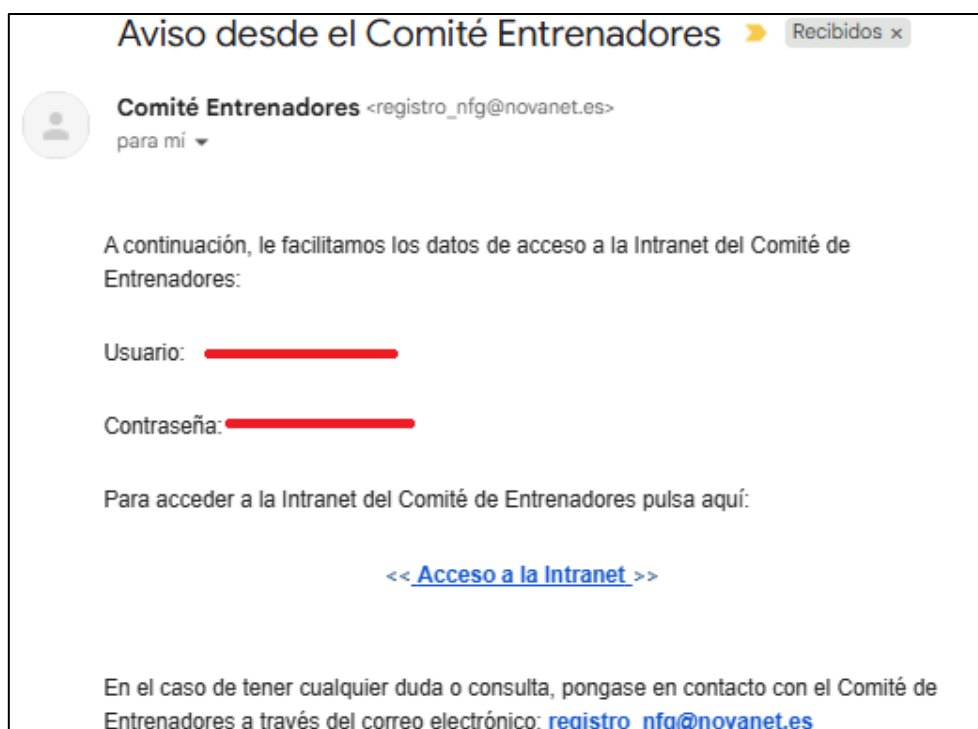 Aviso desde el Comité Entrenadores Recibidos x
Comité Entrenadores <registro_nfg@novanet.es>
para mí
A continuación, le facilitamos los datos de acceso a la Intranet del Comité de
Entrenadores:
Usuario:
Contraseña:
Para acceder a la Intranet del Comité de Entrenadores pulsa aquí:
<< Acceso a la Intranet >>
En el caso de tener cualquier duda o consulta, pongase en contacto con el Comité de
Entrenadores a través del correo electrónico: registro_nfg@novanet.es